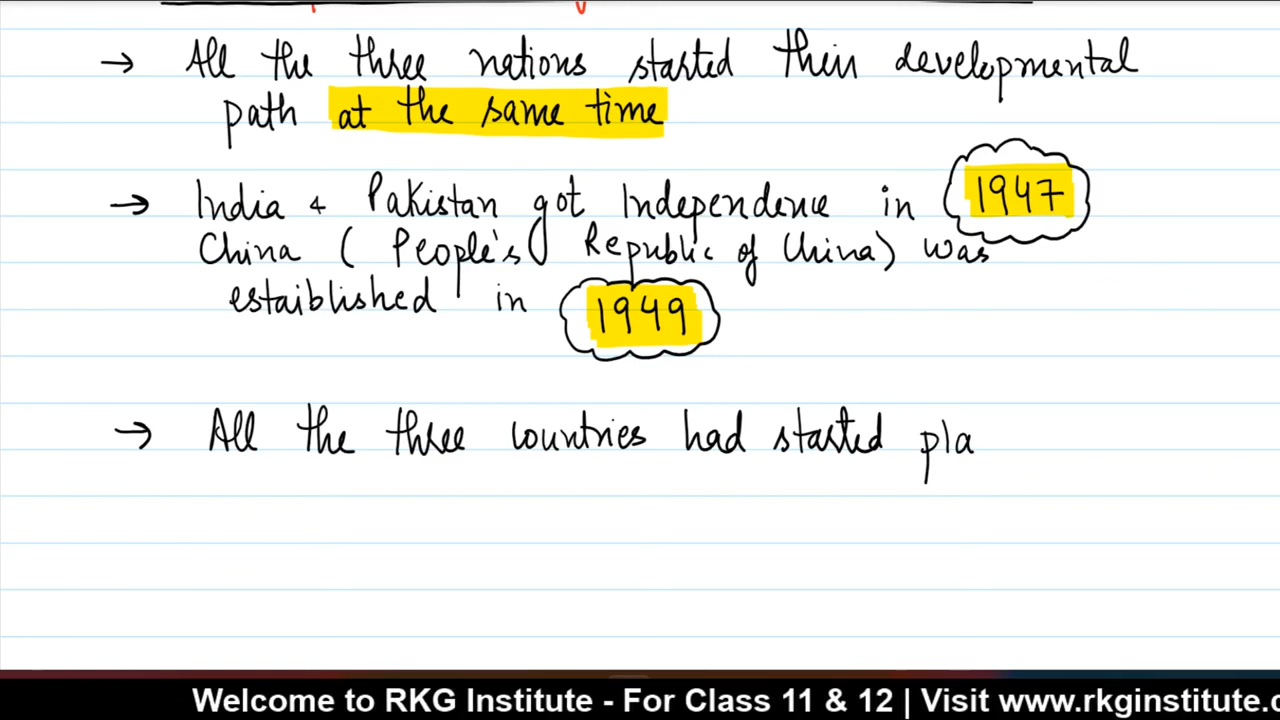 → All the three nations started their developmental
path at the same time
→ India & Pakistan got Independence in 1947
China ( People's Republic of China) was
estaiblished in 1949
→ All the three countries had started pla
Welcome to RKG Institute - For Class 11 & 12 | Visit www.rkginstitute.c